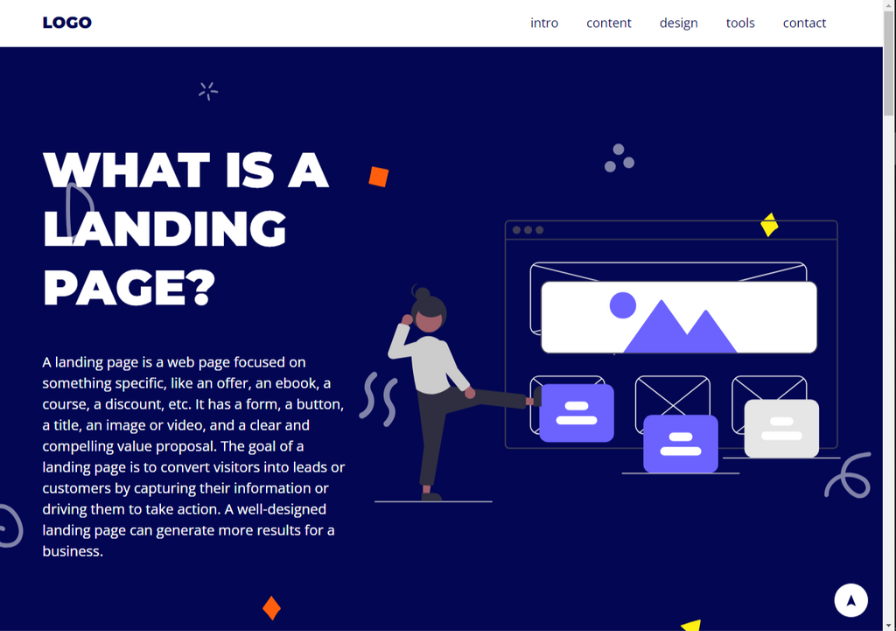 LOGO
intro content design tools contact
WHAT IS A
LANDING
PAGE?
A landing page is a web page focused on
something specific, like an offer, an ebook, a
course, a discount, etc. It has a form, a button,
a title, an image or video, and a clear and
compelling value proposal. The goal of a
landing page is to convert visitors into leads or
customers by capturing their information or
driving them to take action. A well-designed
landing page can generate more results for a
business.